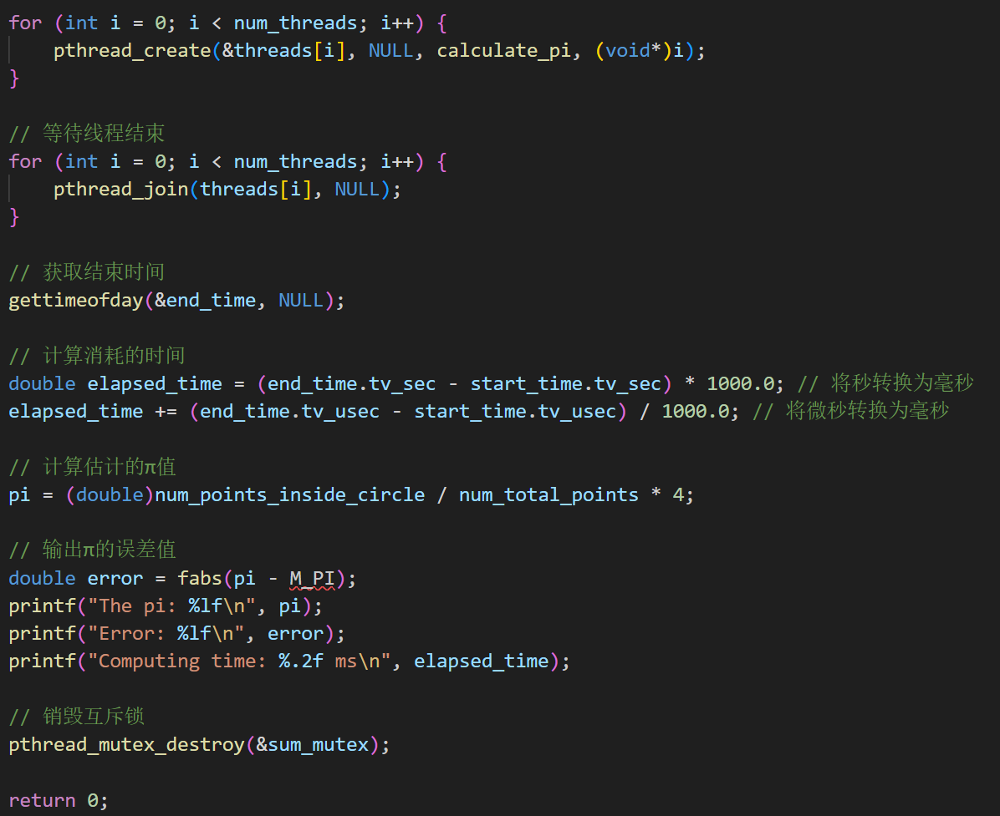 for (int i = 0; i < num_threads; i++) {
    pthread_create(&threads[i], NULL, calculate_pi, (void*)i);
}

// 等待线程结束
for (int i = 0; i < num_threads; i++) {
    pthread_join(threads[i], NULL);
}

// 获取结束时间
gettimeofday(&end_time, NULL);

// 计算消耗的时间
double elapsed_time = (end_time.tv_sec - start_time.tv_sec) * 1000.0; // 将秒转换为毫秒
elapsed_time += (end_time.tv_usec - start_time.tv_usec) / 1000.0; // 将微秒转换为毫秒

// 计算估计的π值
pi = (double)num_points_inside_circle / num_total_points * 4;

// 输出π的误差值
double error = fabs(pi - M_PI);
printf("The pi: %lf\n", pi);
printf("Error: %lf\n", error);
printf("Computing time: %.2f ms\n", elapsed_time);

// 销毁互斥锁
pthread_mutex_destroy(&sum_mutex);

return 0;